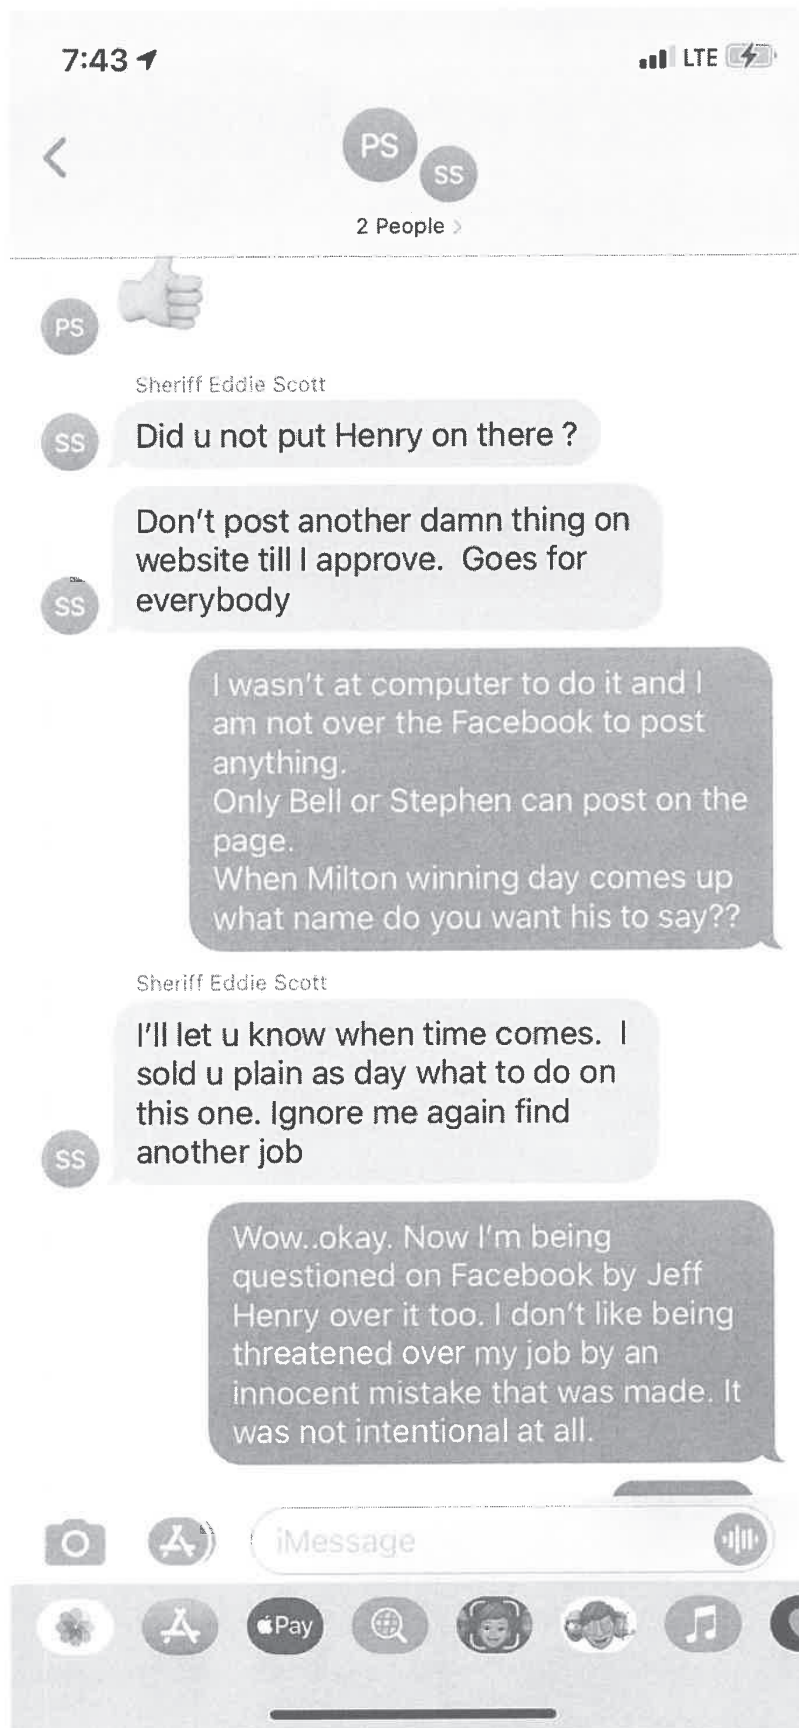 7:43
LTE
PS
SS
2 People
PS
Sheriff Eddie Scott
SS
Did u not put Henry on there ?
Don't post another damn thing on
website till I approve.  Goes for
everybody
SS
I wasn't at computer to do it and I
am not over the Facebook to post
anything.
Only Bell or Stephen can post on the
page.
When Milton winning day comes up
what name do you want his to say??
Sheriff Eddie Scott
I'll let u know when time comes.  I
sold u plain as day what to do on
this one. Ignore me again find
another job
SS
Wow..okay. Now I'm being
questioned on Facebook by Jeff
Henry over it too. I don't like being
threatened over my job by an
innocent mistake that was made. It
was not intentional at all.
iMessage
Pay